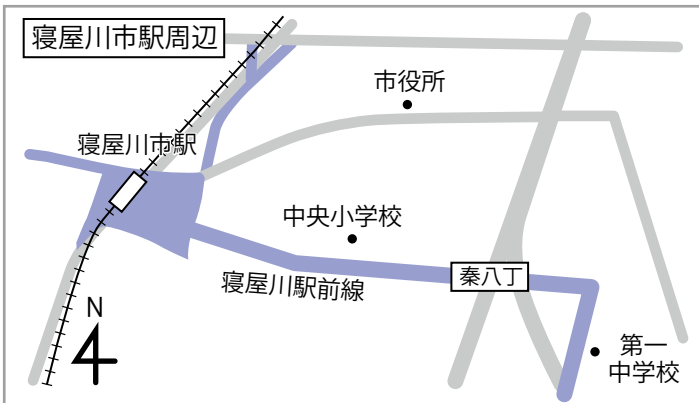 寝屋川市駅周辺
市役所
寝屋川市駅
中央小学校
秦八丁
寝屋川駅前線
N
第一
中学校